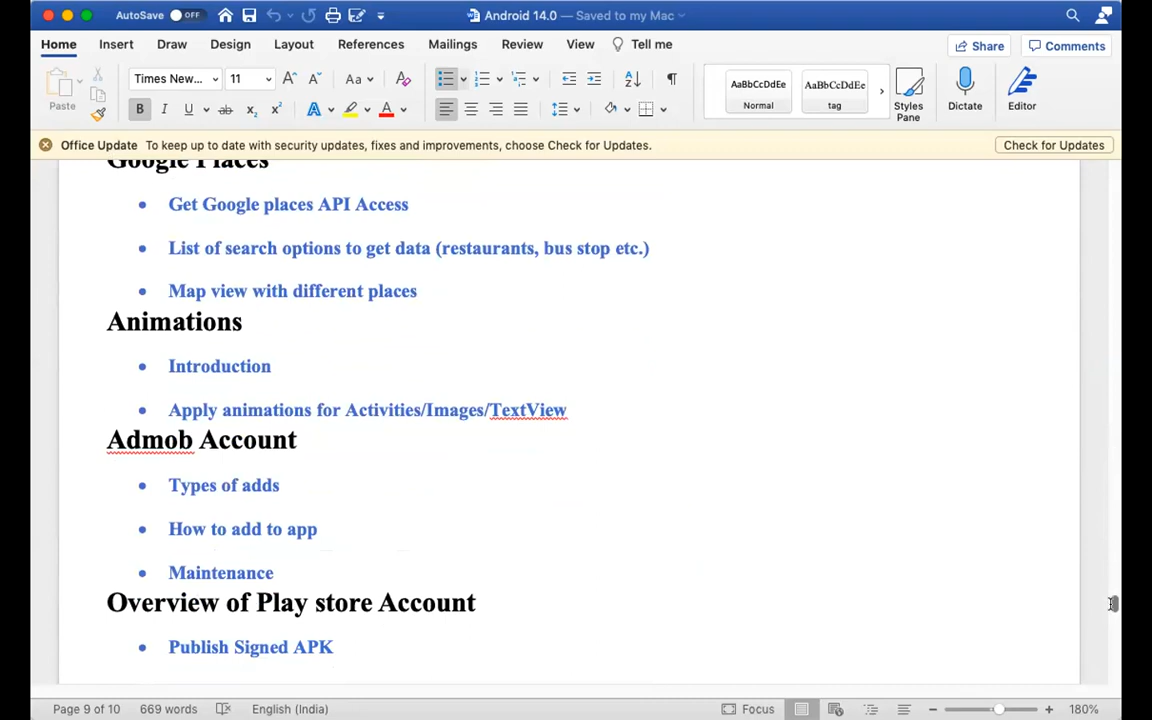 AutoSave OFF Android 14.0 — Saved to my Mac
Home Insert Draw Design Layout References Mailings Review View Tell me Share Comments
Paste Times New... 11 A A Aa A AaBbCcDdEe Normal AaBbCcDdEe tag Styles Pane Dictate Editor
B I U ab x2 x2 A A
Office Update To keep up to date with security updates, fixes and improvements, choose Check for Updates. Check for Updates
Google Places
• Get Google places API Access
• List of search options to get data (restaurants, bus stop etc.)
• Map view with different places
Animations
• Introduction
• Apply animations for Activities/Images/TextView
Admob Account
• Types of adds
• How to add to app
• Maintenance
Overview of Play store Account
• Publish Signed APK
Page 9 of 10 669 words English (India) Focus 180%